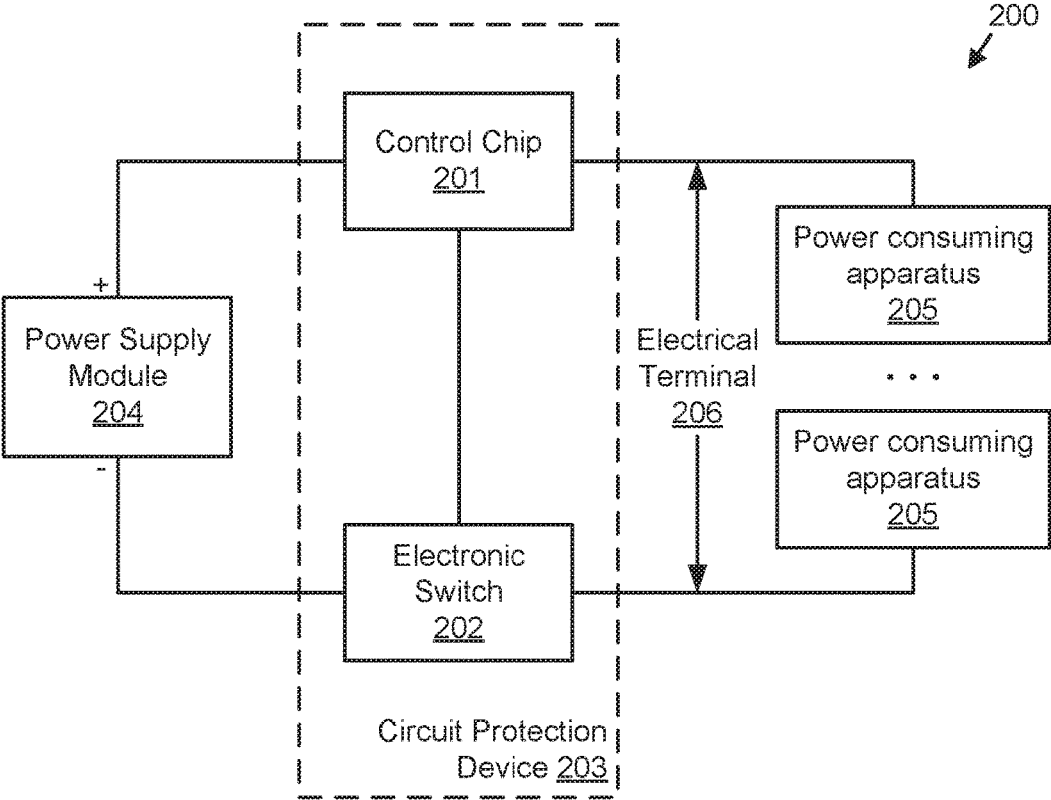 200
Control Chip
201
Power consuming
apparatus
205
+
Power Supply
Module
204
-
Electrical
Terminal
206
. . .
Power consuming
apparatus
205
Electronic
Switch
202
Circuit Protection
Device 203